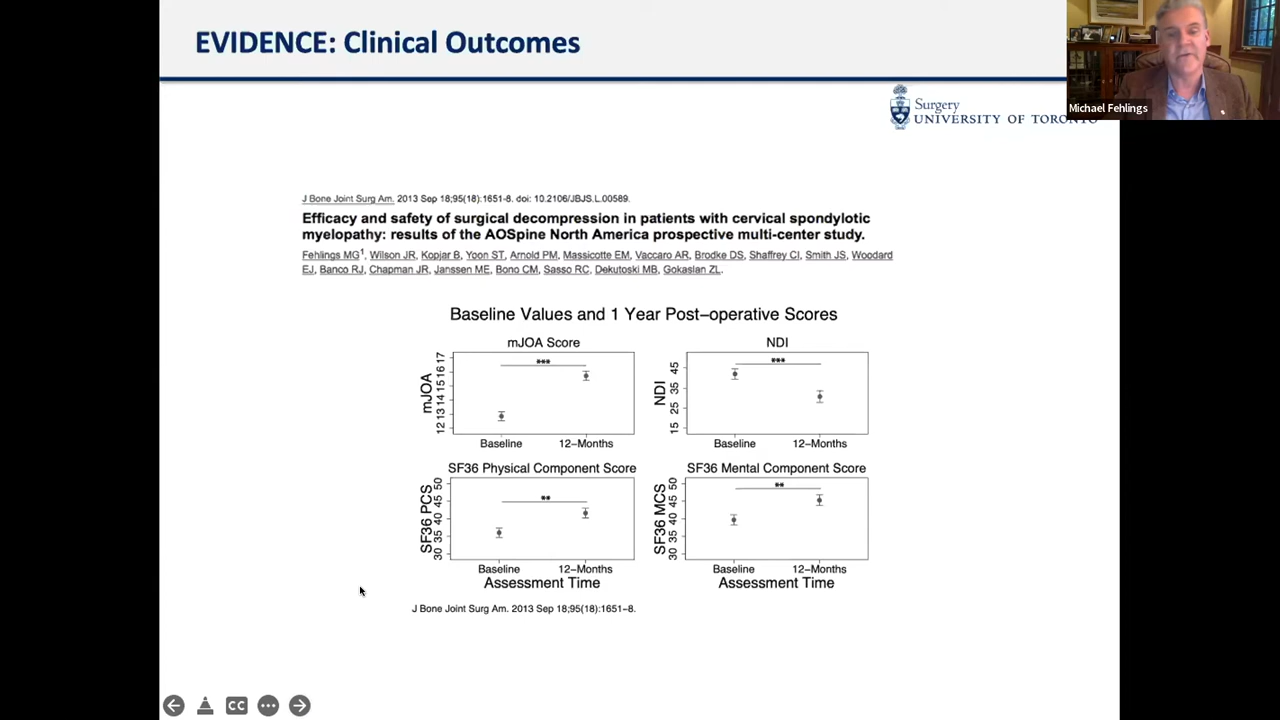 EVIDENCE: Clinical Outcomes
Michael Fehlings
Surgery
UNIVERSITY OF TORONTO
J Bone Joint Surg Am. 2013 Sep 18;95(18):1651-8. doi: 10.2106/JBJS.L.00589.
Efficacy and safety of surgical decompression in patients with cervical spondylotic
myelopathy: results of the AOSpine North America prospective multi-center study.
Fehlings MG1, Wilson JR, Kopjar B, Yoon ST, Arnold PM, Massicotte EM, Vaccaro AR, Brodke DS, Shaffrey CI, Smith JS, Woodard
EJ, Banco RJ, Chapman JR, Janssen ME, Bono CM, Sasso RC, Dekutoski MB, Gokaslan ZL.
Baseline Values and 1 Year Post-operative Scores
mJOA Score
mJOA
12 13 14 15 16 17
***
Baseline 12-Months
NDI
NDI
15 25 35 45
***
Baseline 12-Months
SF36 Physical Component Score
SF36 PCS
30 35 40 45 50
**
Baseline 12-Months
Assessment Time
SF36 Mental Component Score
SF36 MCS
30 35 40 45 50
**
Baseline 12-Months
Assessment Time
J Bone Joint Surg Am. 2013 Sep 18;95(18):1651-8.
CC